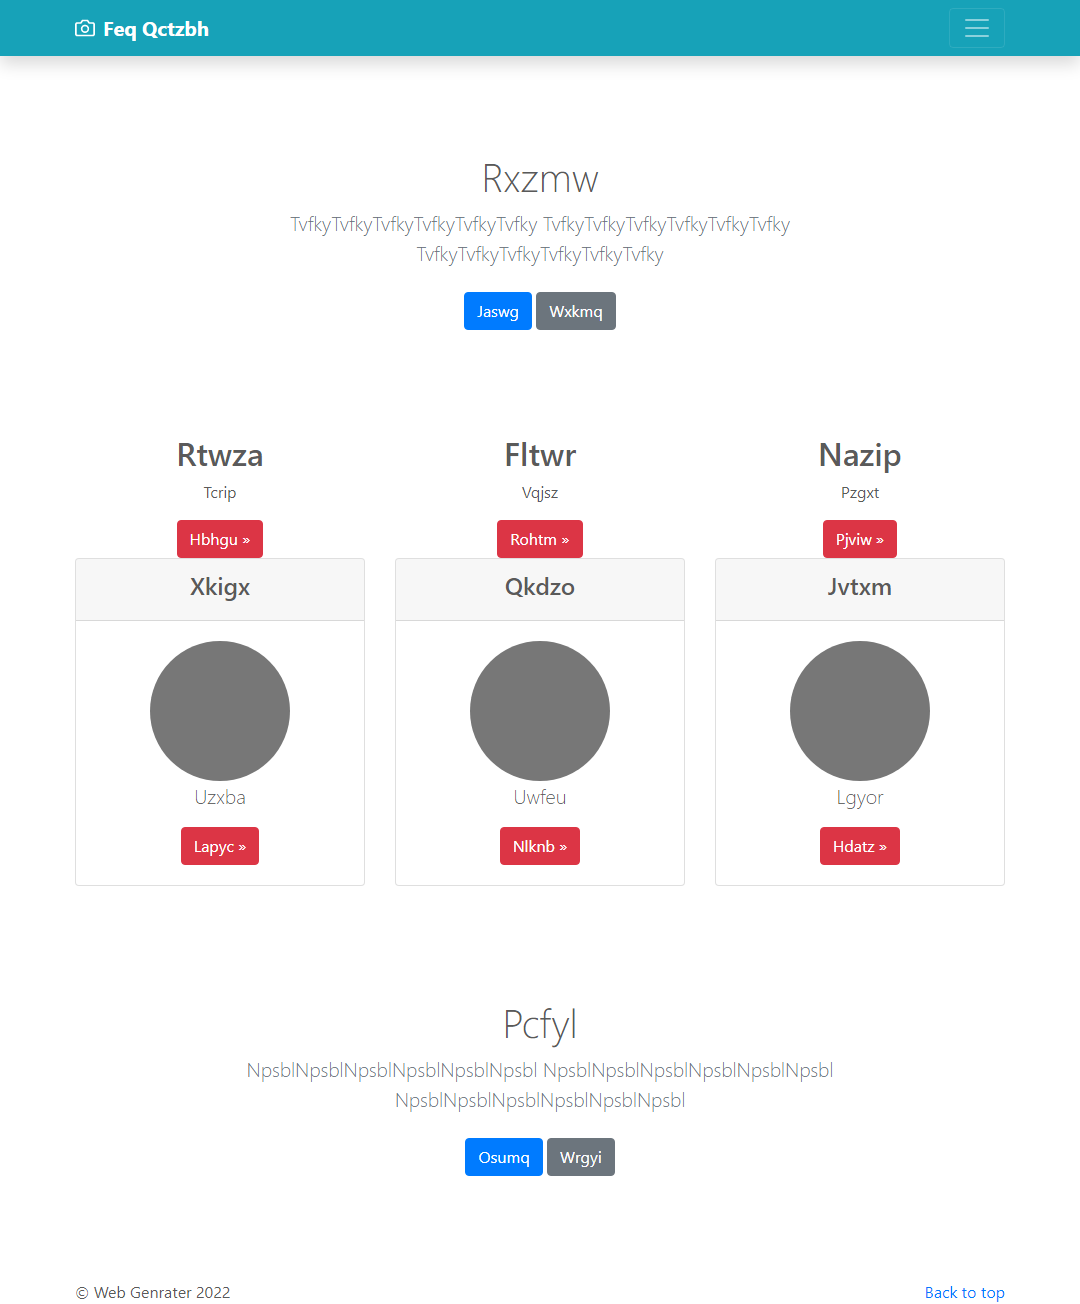 Feq Qctzbh
Rxzmw
TvfkyTvfkyTvfkyTvfkyTvfkyTvfky TvfkyTvfkyTvfkyTvfkyTvfkyTvfky
TvfkyTvfkyTvfkyTvfkyTvfkyTvfky
Jaswg Wxkmq
Rtwza Fltwr Nazip
Tcrip Vqjsz Pzgxt
Hbhgu » Rohtm » Pjviw »
Xkigx Qkdzo Jvtxm
Uzxba Uwfeu Lgyor
Lapyc » Nlknb » Hdatz »
Pcfyl
NpsblNpsblNpsblNpsblNpsblNpsbl NpsblNpsblNpsblNpsblNpsblNpsbl
NpsblNpsblNpsblNpsblNpsblNpsbl
Osumq Wrgyi
© Web Genrater 2022 Back to top